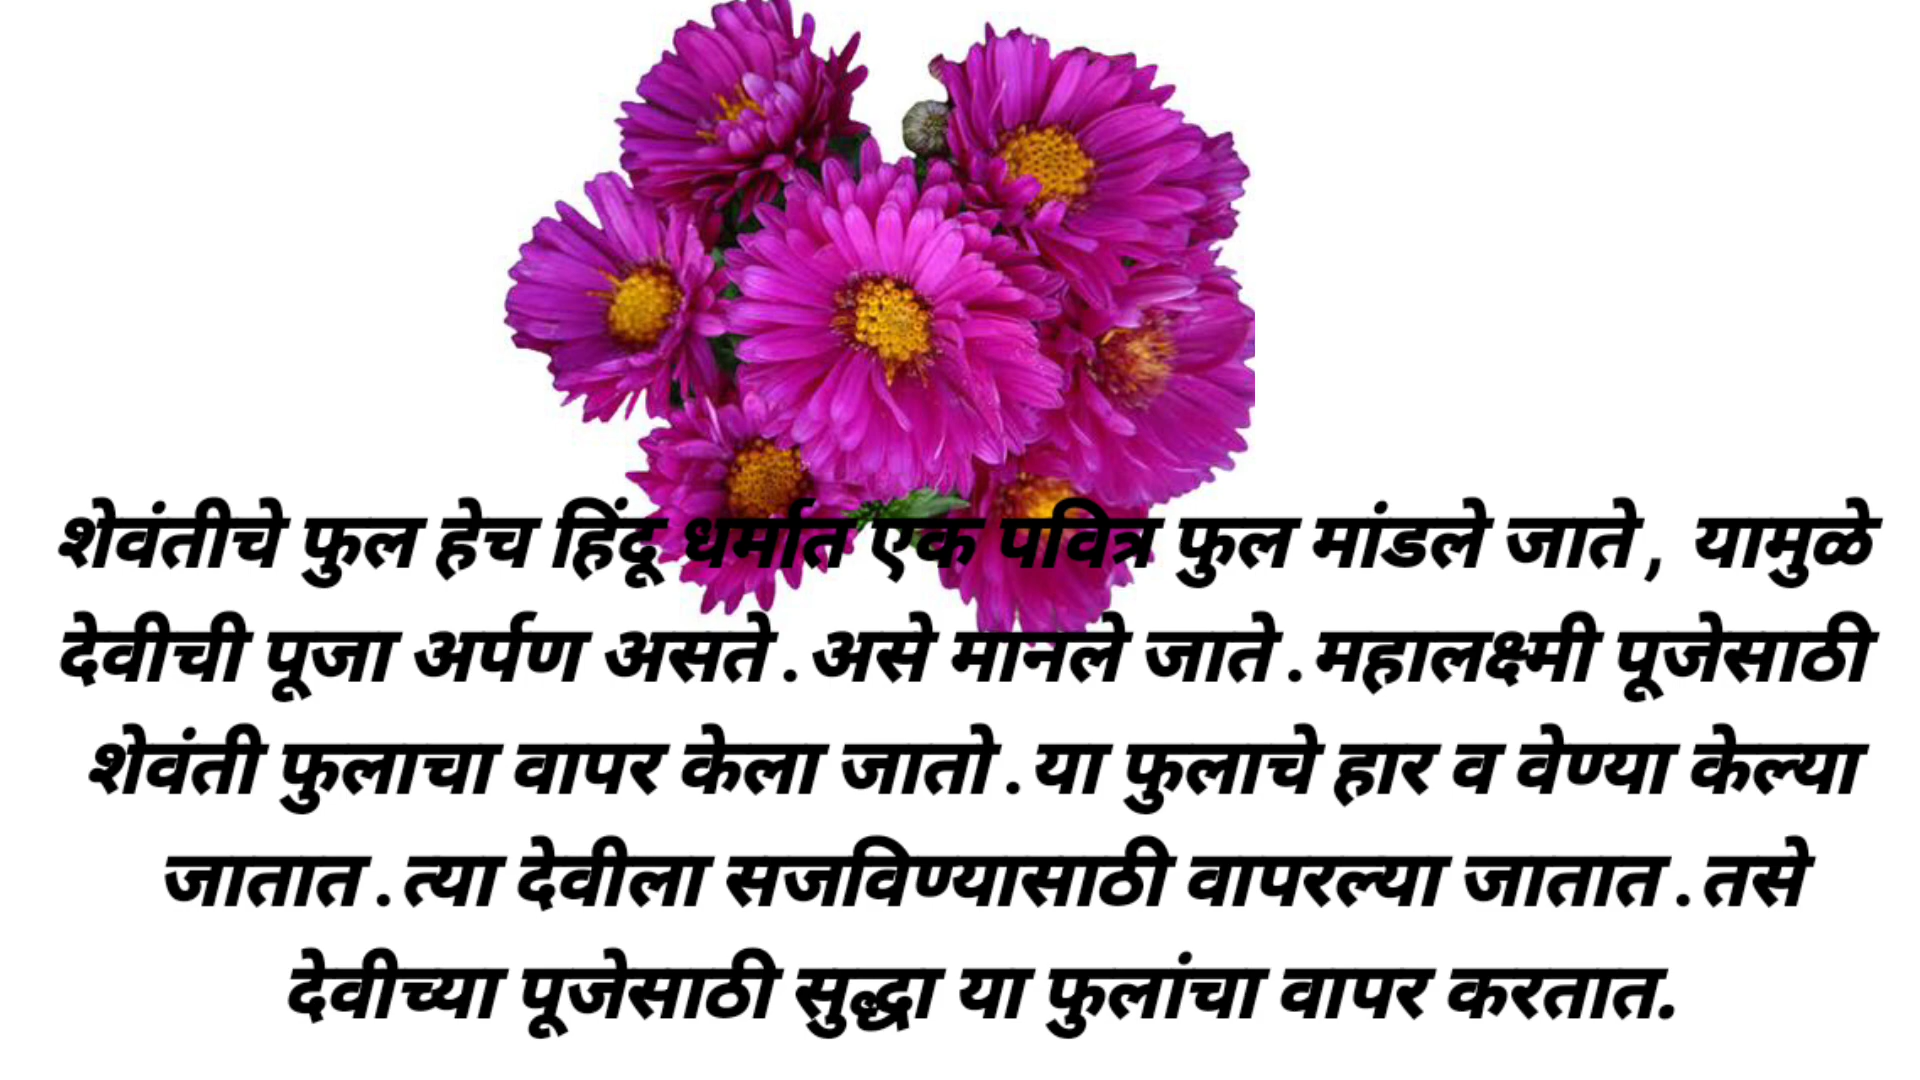 शेवंतीचे फुल हेच हिंदू धर्मात एक पवित्र फुल मांडले जाते, यामुळे
देवीची पूजा अर्पण असते.असे मानले जाते.महालक्ष्मी पूजेसाठी
शेवंती फुलाचा वापर केला जातो.या फुलाचे हार व वेण्या केल्या
जातात.त्या देवीला सजविण्यासाठी वापरल्या जातात.तसे
देवीच्या पूजेसाठी सुद्धा या फुलांचा वापर करतात.